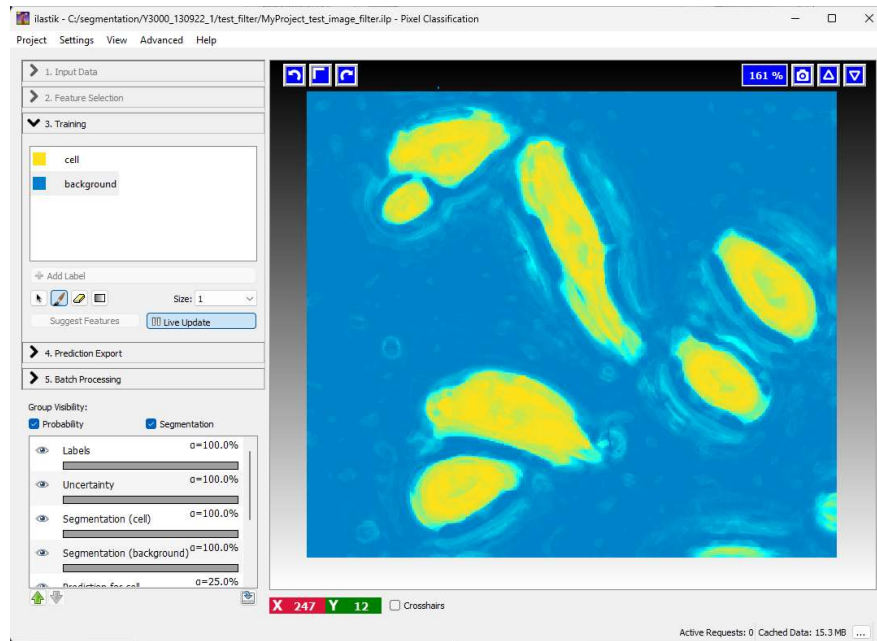 ilastik - C:/segmentation/Y3000_130922_1/test_filter/MyProject_test_image_filter.ilp - Pixel Classification
Project Settings View Advanced Help
1. Input Data
2. Feature Selection
3. Training
cell
background
Add Label
Size: 1
Suggest Features Live Update
4. Prediction Export
5. Batch Processing
Group Visibility:
Probability Segmentation
Labels α=100.0%
Uncertainty α=100.0%
Segmentation (cell) α=100.0%
Segmentation (background) α=100.0%
Prediction for cell α=25.0%
161 %
X 247 Y 12 Crosshairs
Active Requests: 0 Cached Data: 15.3 MB ...